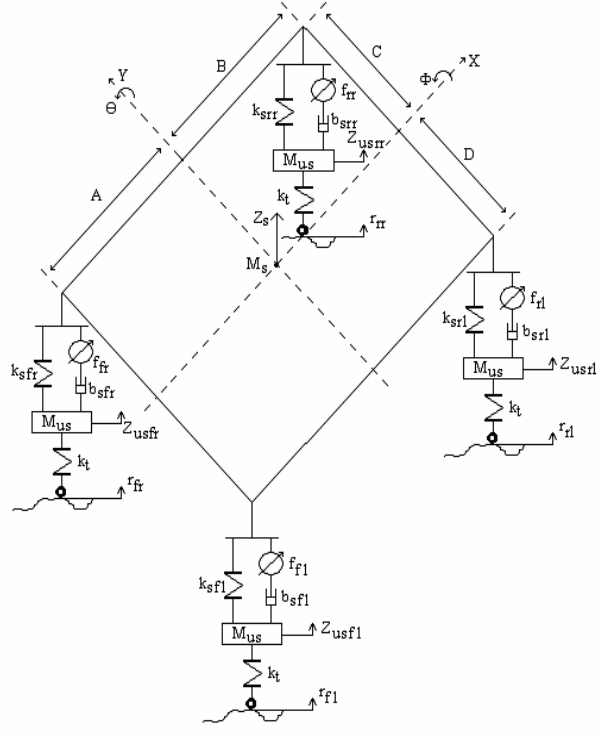 C
X
Φ
B
Y
θ
f_rr
k_srr
b_srr
Z_usrr
M_us
D
A
k_t
Z_s
r_rr
M_s
f_rl
k_srl
b_srl
M_us
Z_usrl
f_fr
k_sfr
b_sfr
M_us
Z_usfr
k_t
r_rl
k_t
r_fr
f_fl
k_sfl
b_sfl
M_us
Z_usfl
k_t
r_fl